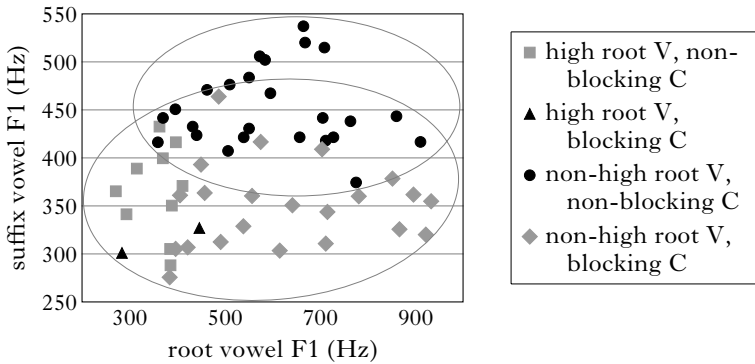 550
500
450
400
350
300
250
suffix vowel F1 (Hz)
300 500 700 900
root vowel F1 (Hz)
high root V, non-
blocking C
high root V,
blocking C
non-high root V,
non-blocking C
non-high root V,
blocking C